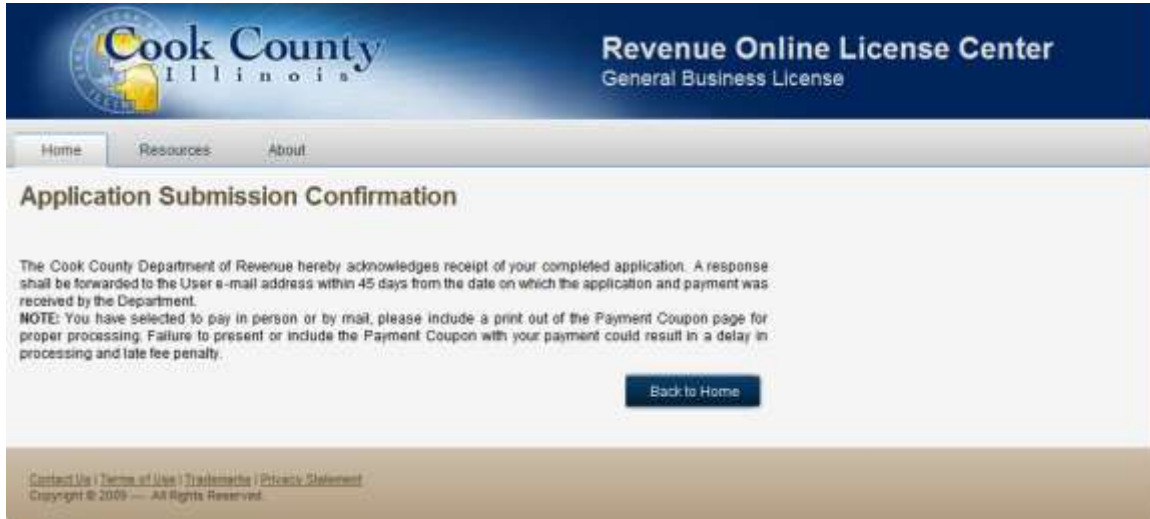 Cook County
Illinois
Revenue Online License Center
General Business License
Home Resources About
Application Submission Confirmation
The Cook County Department of Revenue hereby acknowledges receipt of your completed application. A response
shall be forwarded to the User e-mail address within 45 days from the date on which the application and payment was
received by the Department.
NOTE: You have selected to pay in person or by mail, please include a print out of the Payment Coupon page for
proper processing. Failure to present or include the Payment Coupon with your payment could result in a delay in
processing and late fee penalty.
Back to Home
Contact Us | Terms of Use | Trademarks | Privacy Statement
Copyright © 2009 --- All Rights Reserved.